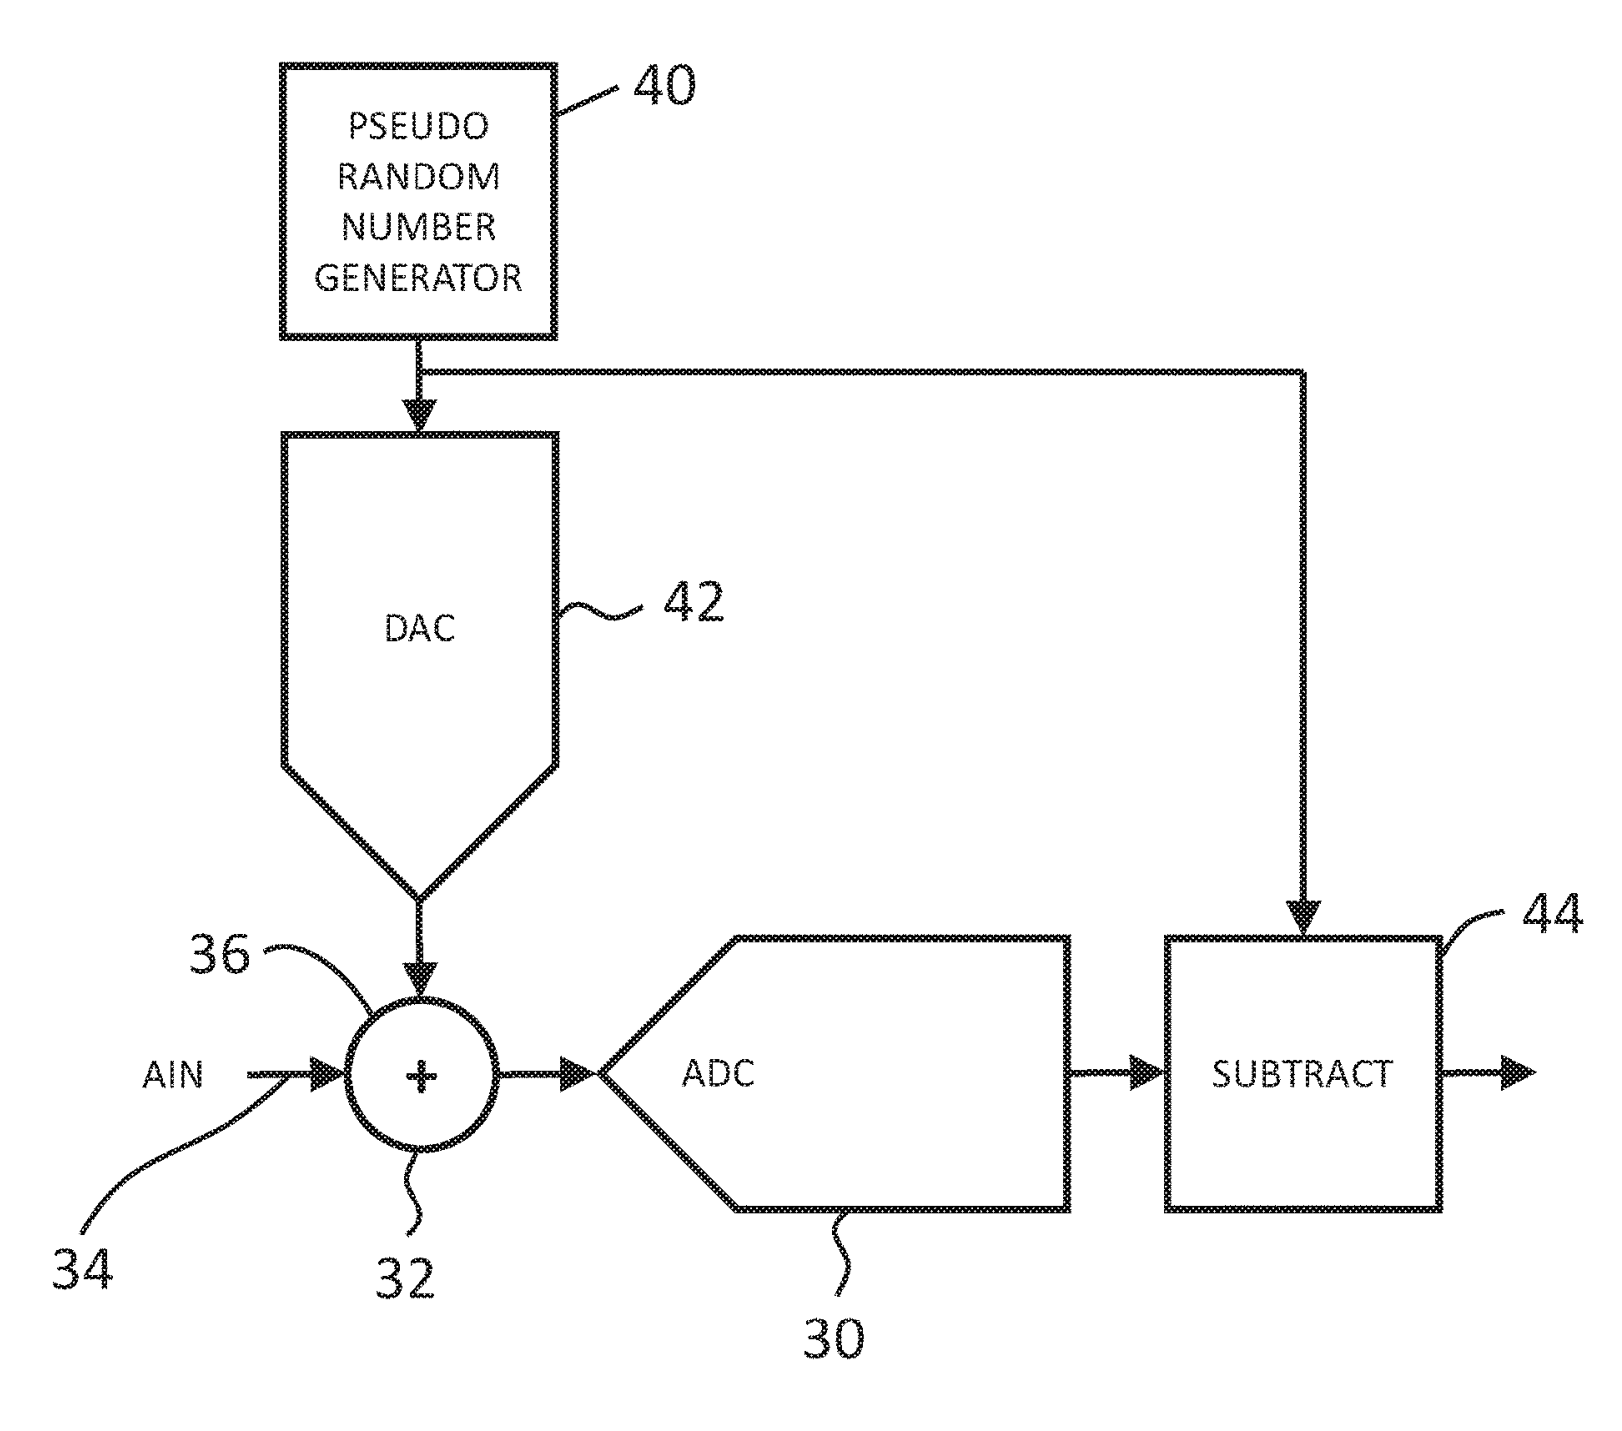 40
PSEUDO
RANDOM
NUMBER
GENERATOR
42
DAC
44
36
AIN
+
ADC
SUBTRACT
34
32
30